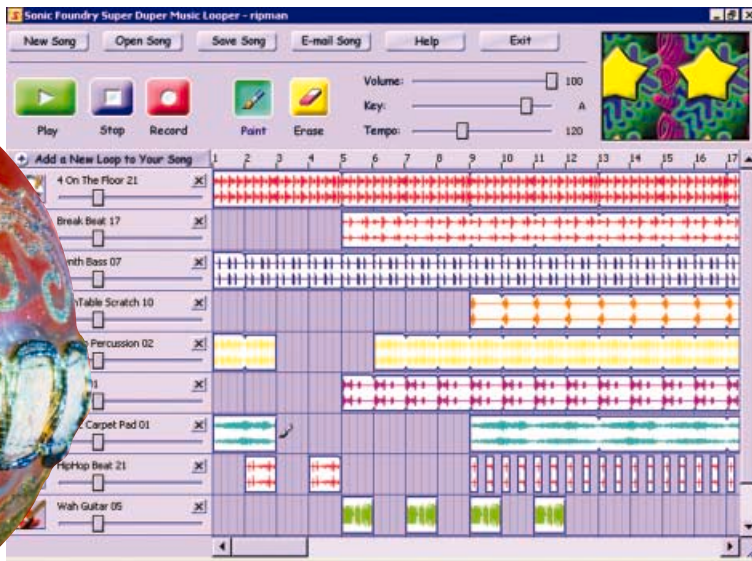 Sonic Foundry Super Duper Music Looper - ripman
New Song Open Song Save Song E-mail Song Help Exit
Volume: 100
Key: A
Tempo: 120
Play Stop Record Paint Erase
Add a New Loop to Your Song
1 2 3 4 5 6 7 8 9 10 11 12 13 14 15 16 17
4 On The Floor 21
Break Beat 17
nth Bass 07
Table Scratch 10
Percussion 02
Carpet Pad 01
HipHop Beat 21
Wah Guitar 05